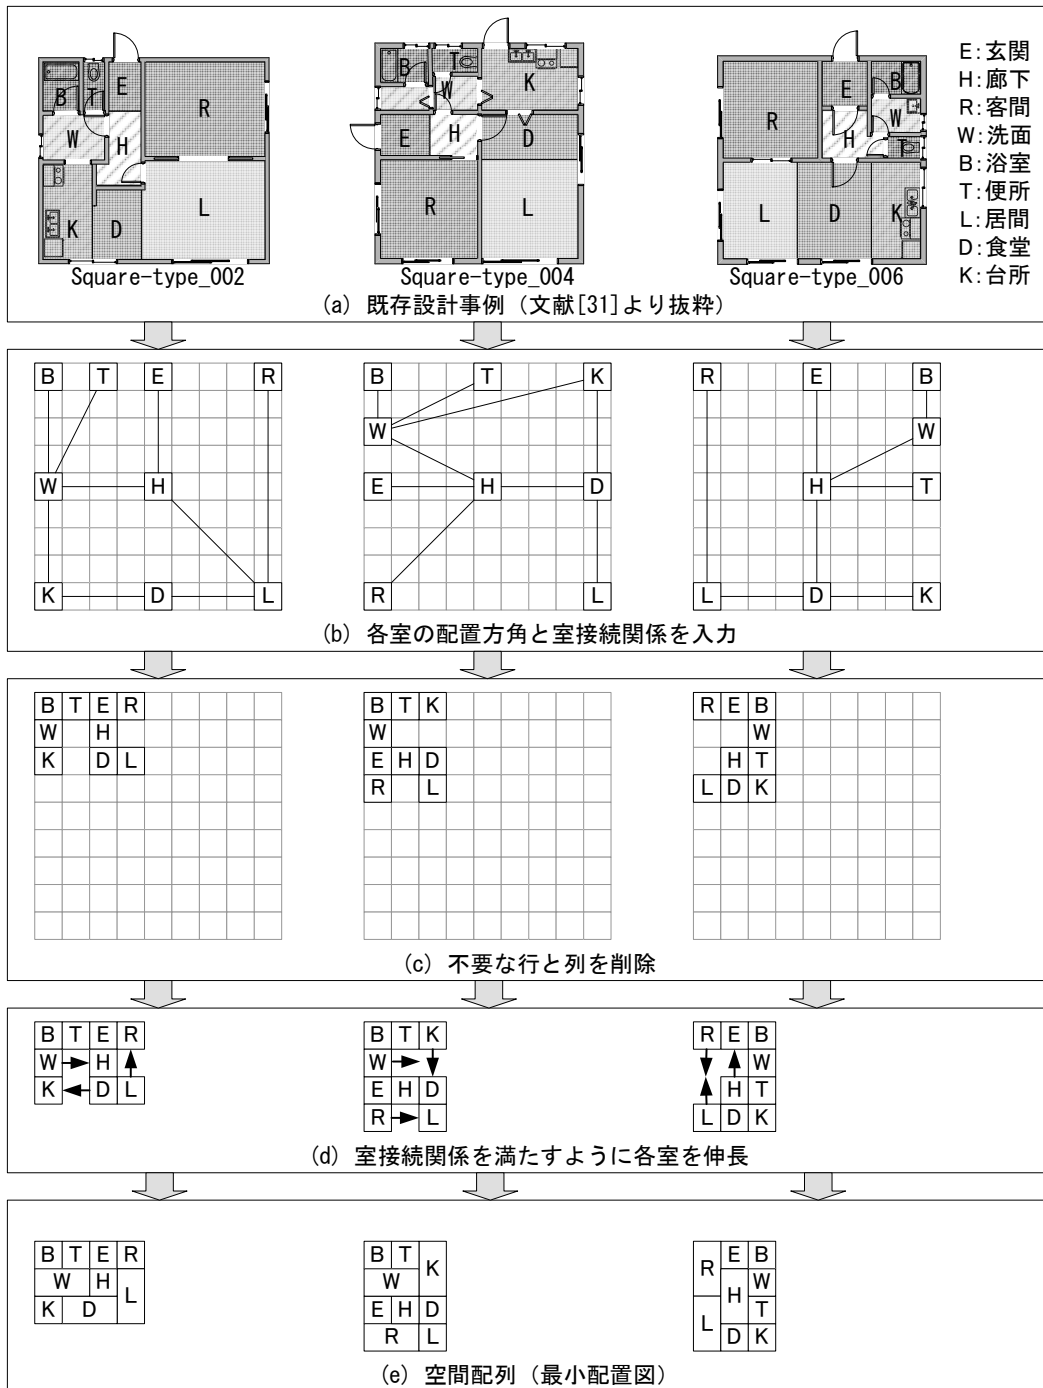 B T E R
W H
K D L
Square-type_002
B T W K
E H D
R L
Square-type_004
R E B
H W
T
L D K
Square-type_006
E:玄関
H:廊下
R:客間
W:洗面
B:浴室
T:便所
L:居間
D:食堂
K:台所
(a) 既存設計事例（文献[31]より抜粋）
B T E R
W H
K D L
B T K
W
E H D
R L
R E B
W
H T
L D K
(b) 各室の配置方角と室接続関係を入力
B T E R
W H
K D L
B T K
W
E H D
R L
R E B
W
H T
L D K
(c) 不要な行と列を削除
B T E R
W H
K D L
B T K
W
E H D
R L
R E B
W
H T
L D K
(d) 室接続関係を満たすように各室を伸長
B T E R
W H
L
K D
B T
K
W
E H D
R L
E B
R
W
H
T
L
D K
(e) 空間配列（最小配置図）